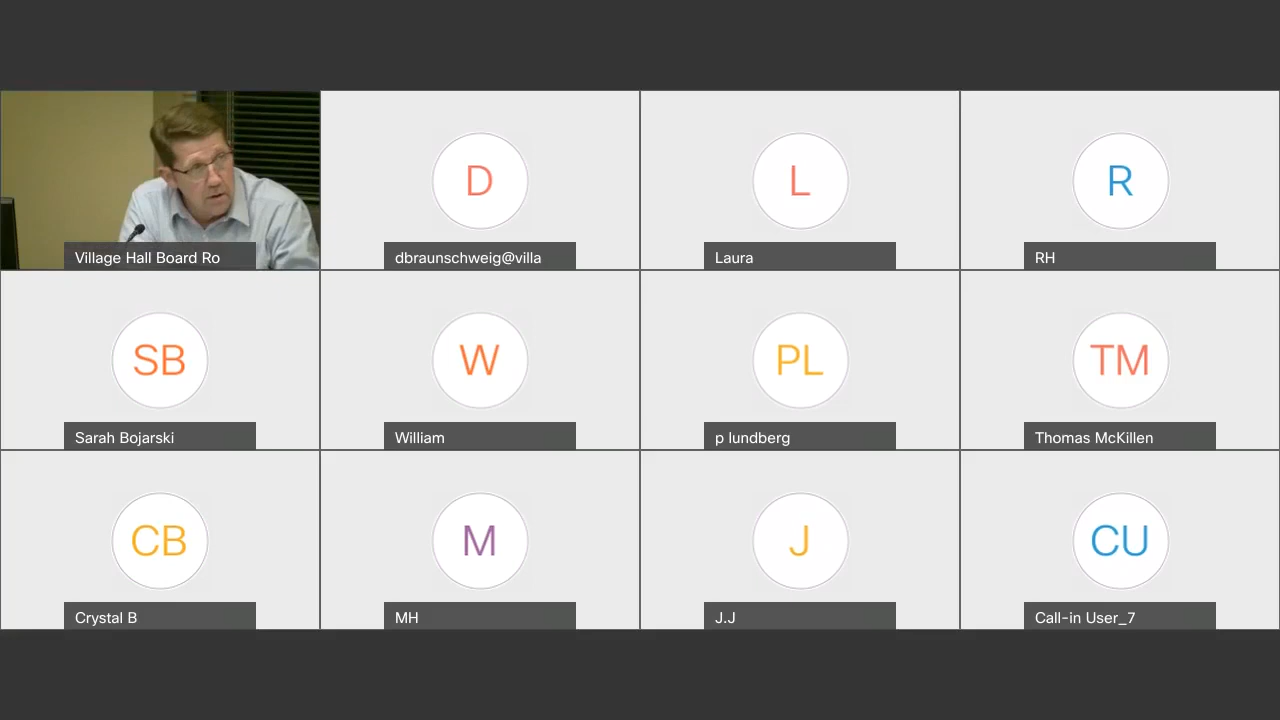 Village Hall Board Ro
D
dbraunschweig@villa
L
Laura
R
RH
SB
Sarah Bojarski
W
William
PL
p lundberg
TM
Thomas McKillen
CB
Crystal B
M
MH
J
J.J
CU
Call-in User_7